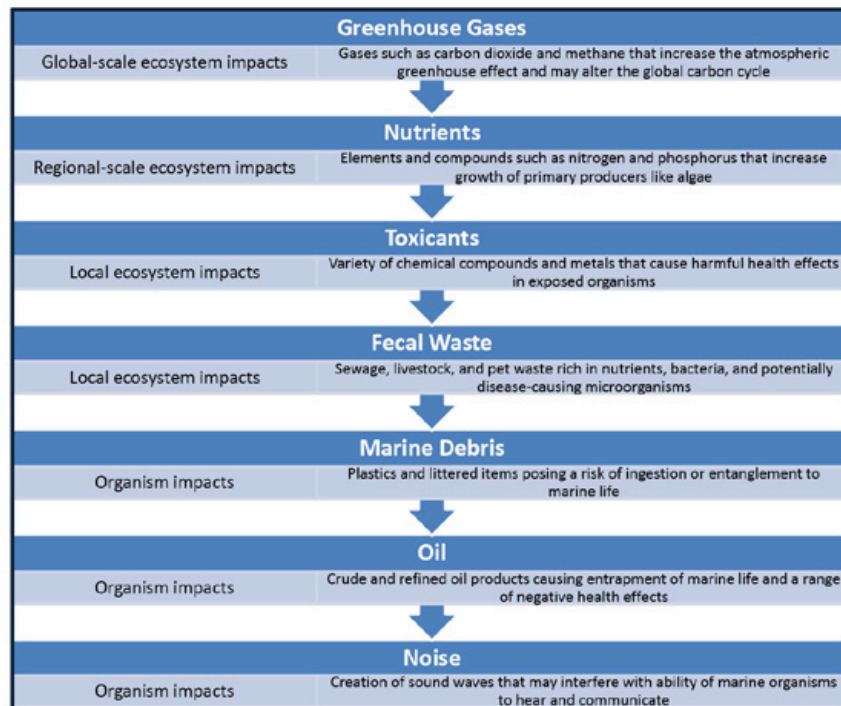 Greenhouse Gases
Global-scale ecosystem impacts
Gases such as carbon dioxide and methane that increase the atmospheric
greenhouse effect and may alter the global carbon cycle
Nutrients
Regional-scale ecosystem impacts
Elements and compounds such as nitrogen and phosphorus that increase
growth of primary producers like algae
Toxicants
Local ecosystem impacts
Variety of chemical compounds and metals that cause harmful health effects
in exposed organisms
Fecal Waste
Local ecosystem impacts
Sewage, livestock, and pet waste rich in nutrients, bacteria, and potentially
disease-causing microorganisms
Marine Debris
Organism impacts
Plastics and littered items posing a risk of ingestion or entanglement to
marine life
Oil
Organism impacts
Crude and refined oil products causing entrapment of marine life and a range
of negative health effects
Noise
Organism impacts
Creation of sound waves that may interfere with ability of marine organisms
to hear and communicate